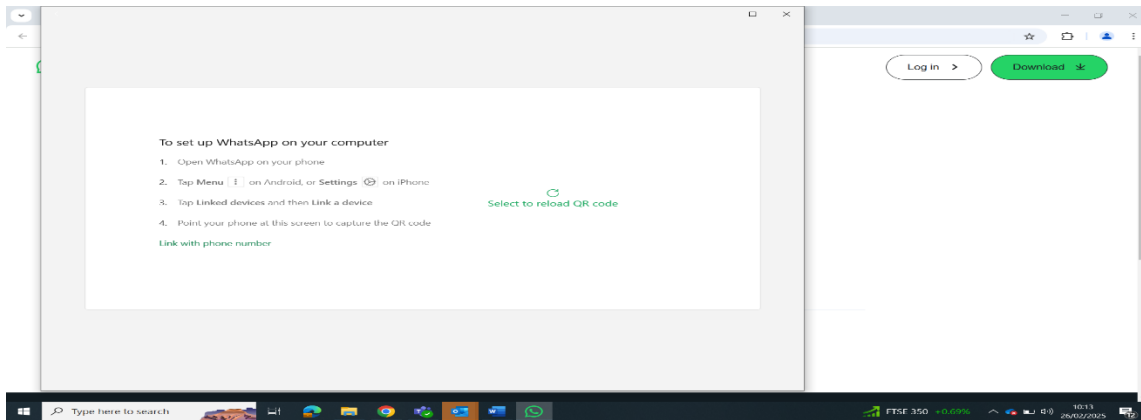 Log in >
Download
To set up WhatsApp on your computer
1. Open WhatsApp on your phone
2. Tap Menu on Android, or Settings on iPhone
3. Tap Linked devices and then Link a device
4. Point your phone at this screen to capture the QR code
Link with phone number
Select to reload QR code
Type here to search
FTSE 350 +0.69%
10:13
26/02/2025